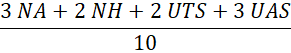 3 NA + 2 NH + 2 UTS + 3 UAS
10